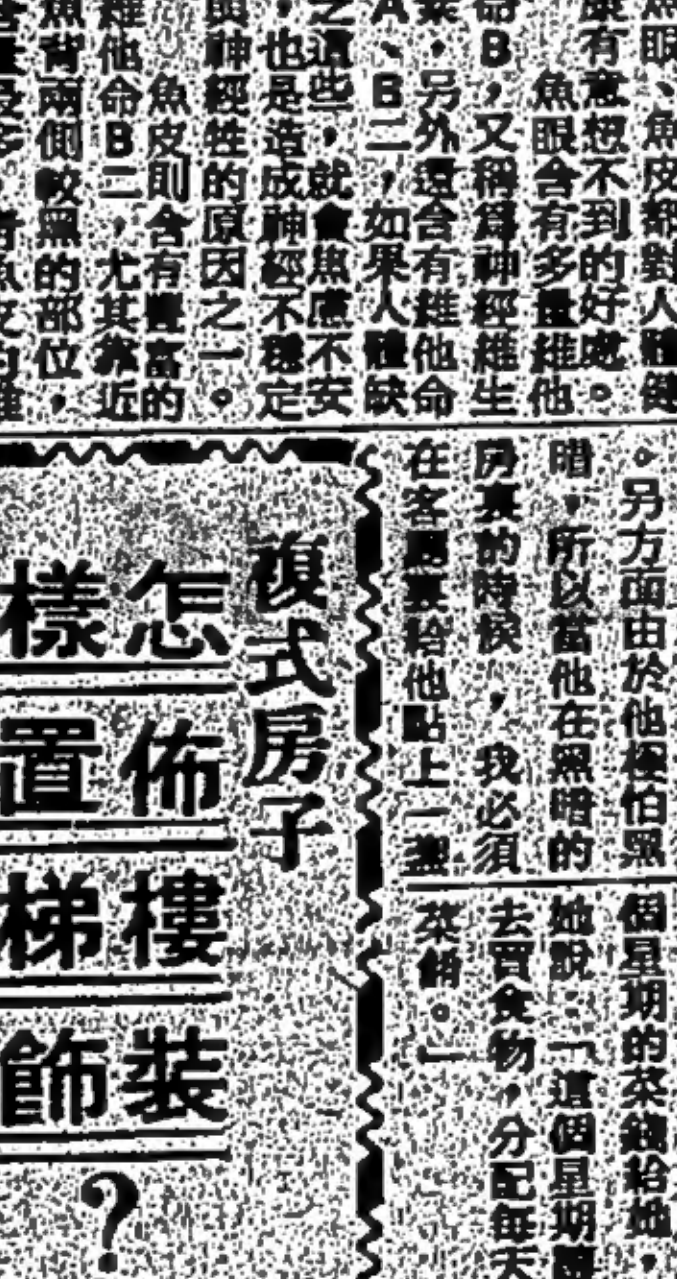 魚眼、魚皮都對人體健
康有意想不到的好處。
魚眼含有多量維他
命B,又稱為神經維生
素,另外還含有維他命
A、B二,如果人體缺
之這些,就會焦慮不安
,也是造成神經不穩定
與神經性的原因之一。
魚皮則含有豐富的
維他命B二,尤其靠近
魚背兩側較黑的部位,
。另方面由於他極怕黑
暗,所以當他在黑暗的
房裏的時候,我必須
在客廳裏給他點上一盞
個星期的茶錢給她,
她說:「這個星期
去買食物,分配每天
茶餚。」
複式房子
怎樣
佈置
樓梯
裝飾
?